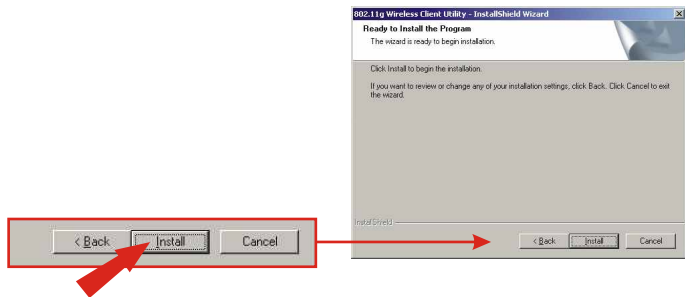 802.11g Wireless Client Utility - InstallShield Wizard
Ready to Install the Program
The wizard is ready to begin installation.
Click Install to begin the installation.
If you want to review or change any of your installation settings, click Back. Click Cancel to exit
the wizard.
InstallShield
< Back Install Cancel
< Back Install Cancel